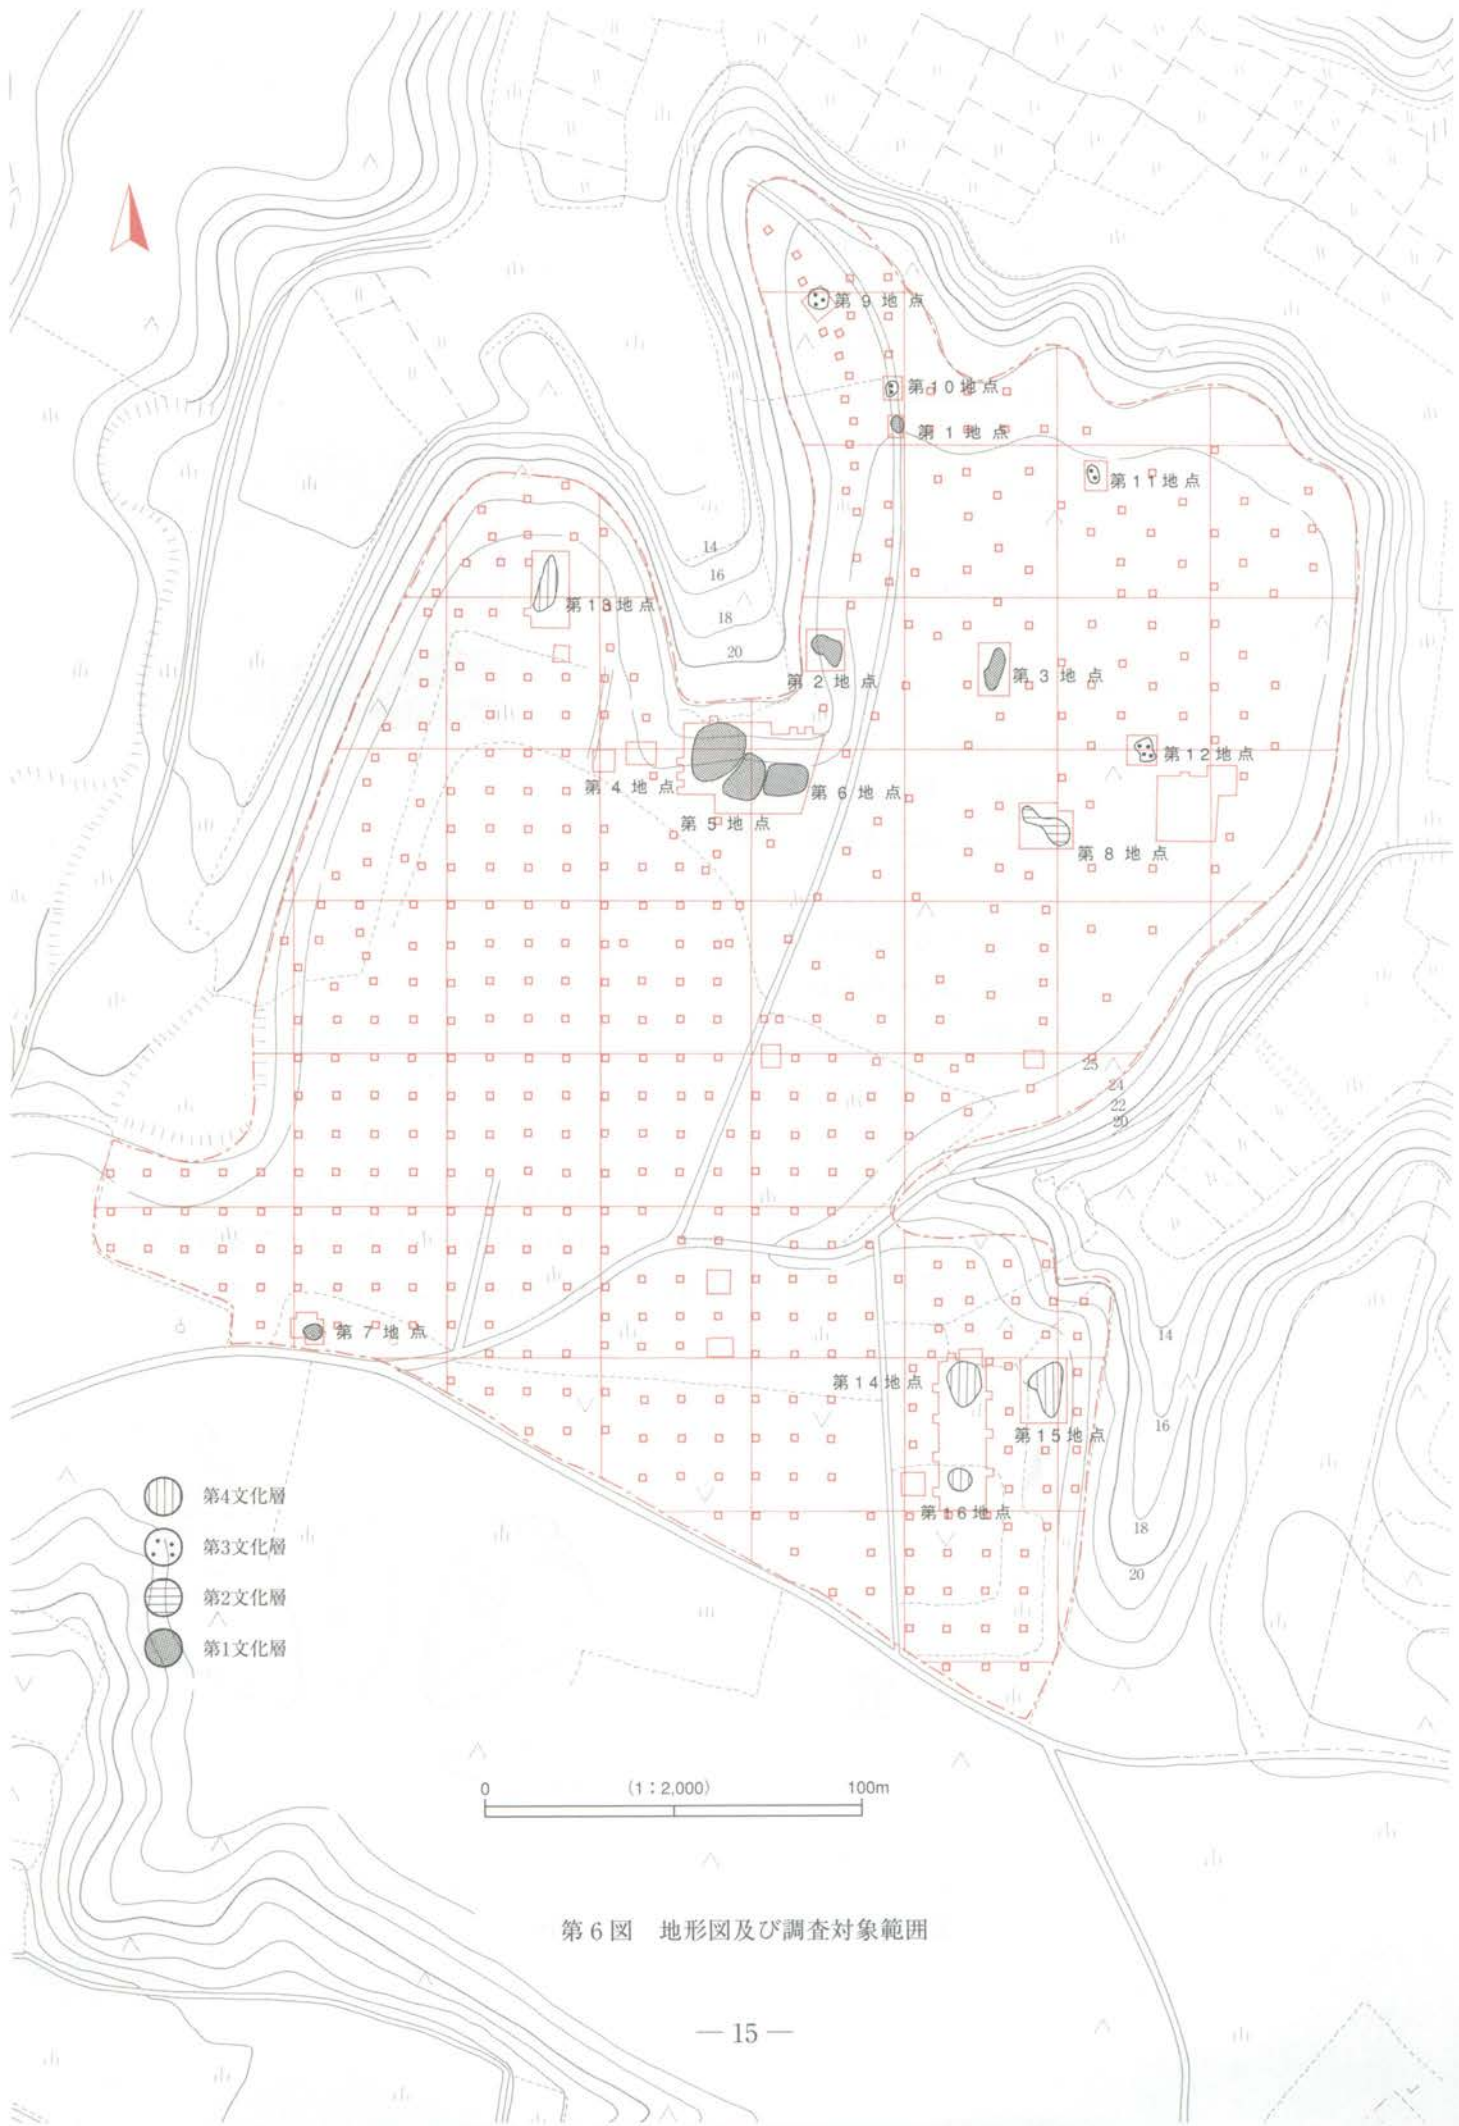 第9地点
第10地点
第1地点
第11地点
14
16
第13地点
18
20
第2地点
第3地点
第12地点
第4地点
第6地点
第5地点
第8地点
25
24
22
20
第7地点
14
第14地点
16
第15地点
第4文化層
第16地点
18
第3文化層
20
第2文化層
第1文化層
0 (1:2,000) 100m
第6図 地形図及び調査対象範囲
— 15 —